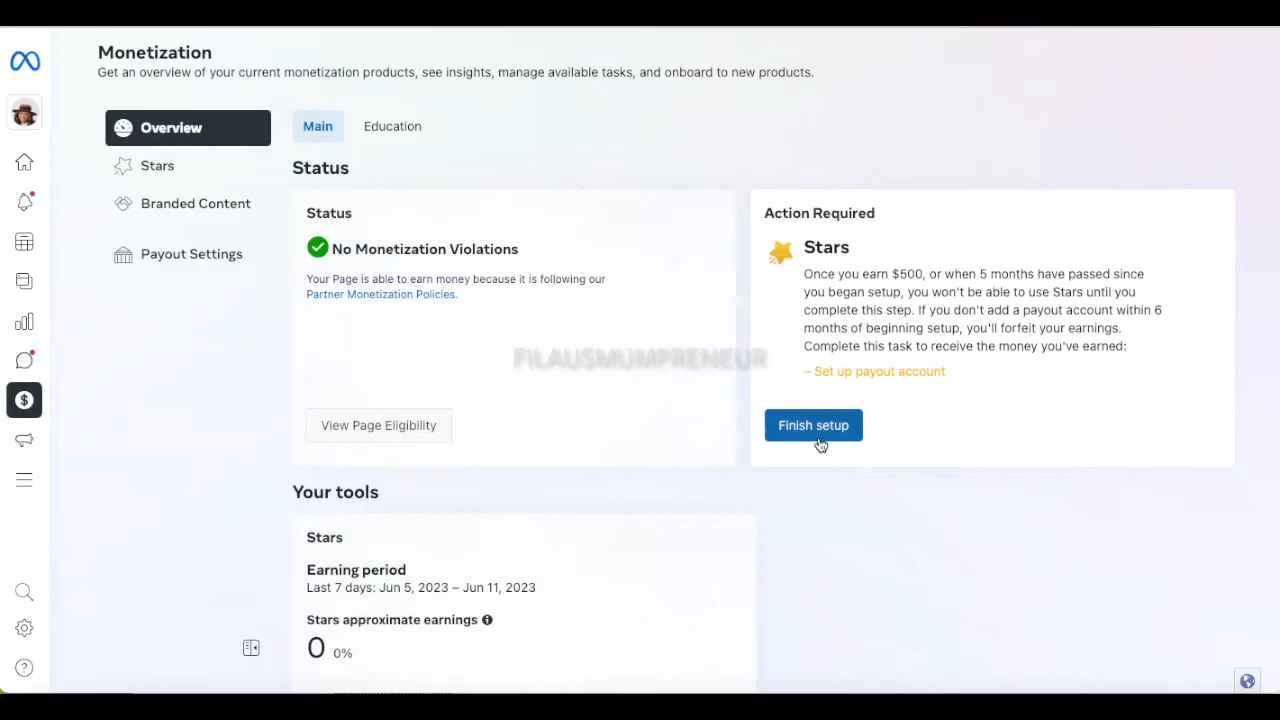 Monetization
Get an overview of your current monetization products, see insights, manage available tasks, and onboard to new products.
Overview
Stars
Branded Content
Payout Settings
Main
Education
Status
Status
No Monetization Violations
Your Page is able to earn money because it is following our
Partner Monetization Policies.
View Page Eligibility
Action Required
Stars
Once you earn $500, or when 5 months have passed since
you began setup, you won't be able to use Stars until you
complete this step. If you don't add a payout account within 6
months of beginning setup, you'll forfeit your earnings.
Complete this task to receive the money you've earned:
– Set up payout account
Finish setup
FILAUSMUMPRENEUR
Your tools
Stars
Earning period
Last 7 days: Jun 5, 2023 – Jun 11, 2023
Stars approximate earnings
0 0%